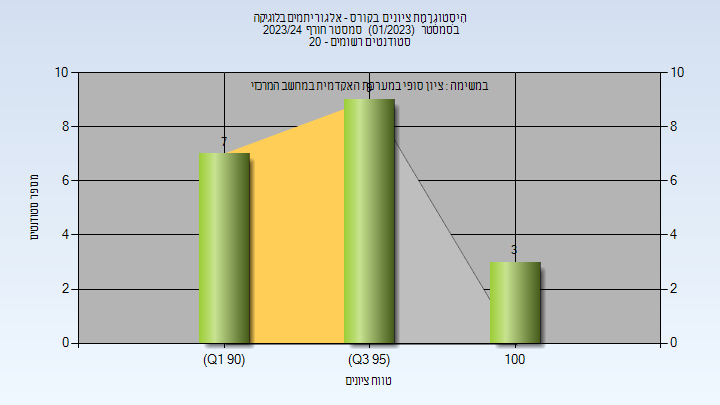 היסטוגרמת ציונים בקורס - אלגוריתמים בלוגיקה
בסמסטר (01/2023) סמסטר חורף 2023/24
סטודנטים רשומים - 20
במשימה : ציון סופי במערכת האקדמית במחשב המרכזי
10 10
9
8 8
7
6 6
4 4
3
2 2
0 0
מספר סטודנטים
(Q1 90) (Q3 95) 100
טווח ציונים